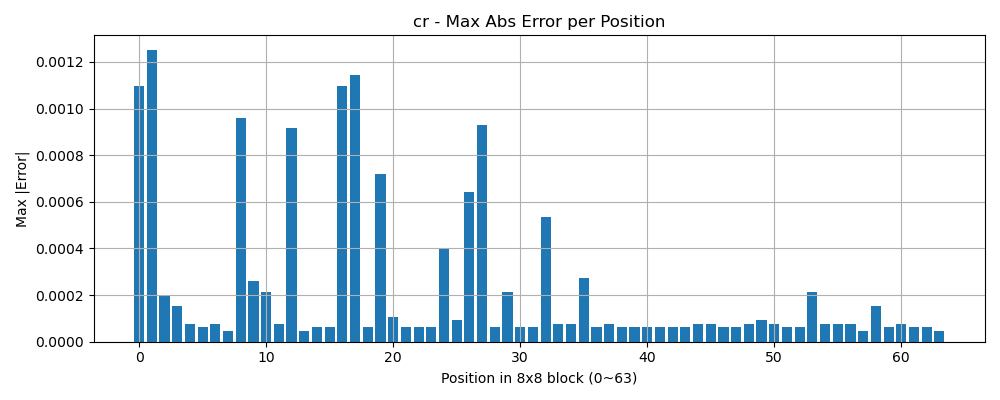 cr - Max Abs Error per Position
Max |Error|
0.0012
0.0010
0.0008
0.0006
0.0004
0.0002
0.0000
0 10 20 30 40 50 60
Position in 8x8 block (0~63)